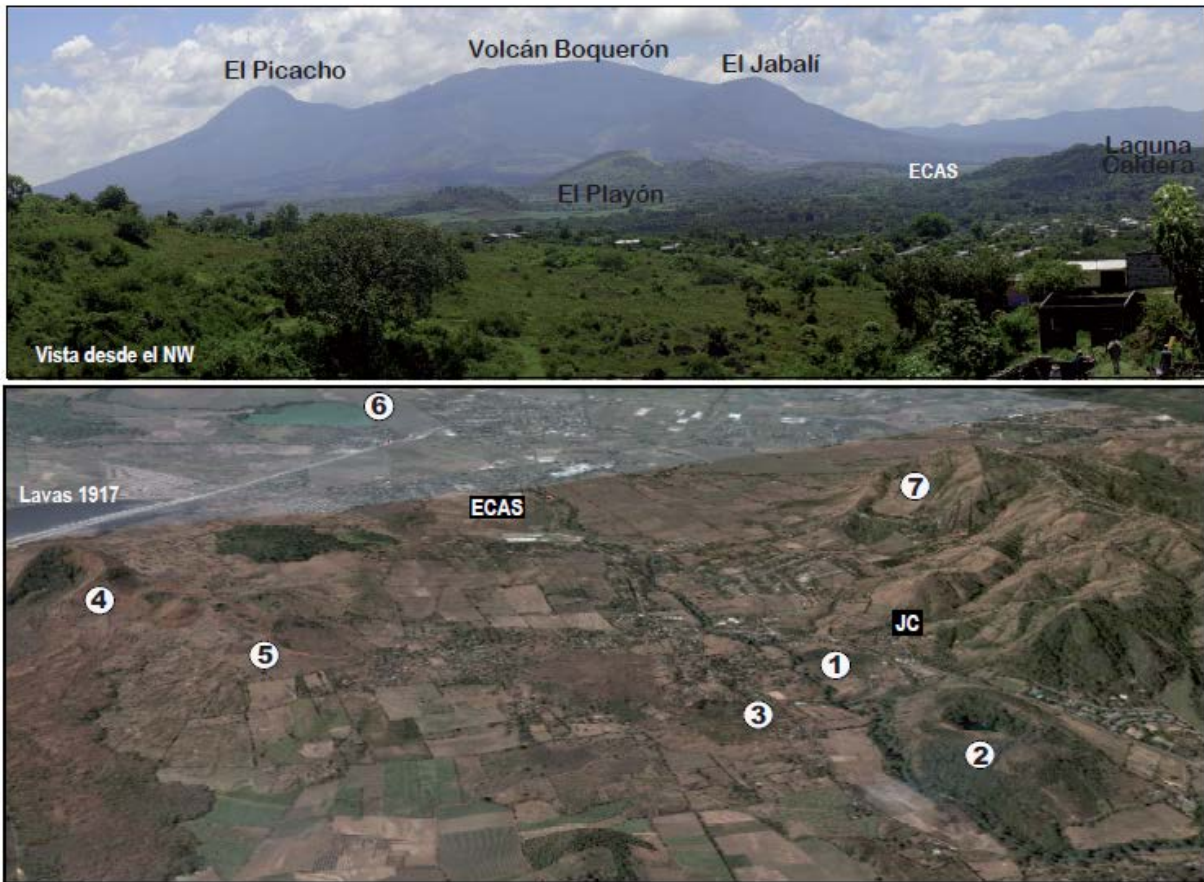 Volcán Boquerón
El Picacho
El Jabalí
Laguna
Caldera
ECAS
El Playón
Vista desde el NW
6
7
Lavas 1917
ECAS
4
JC
5
1
3
2